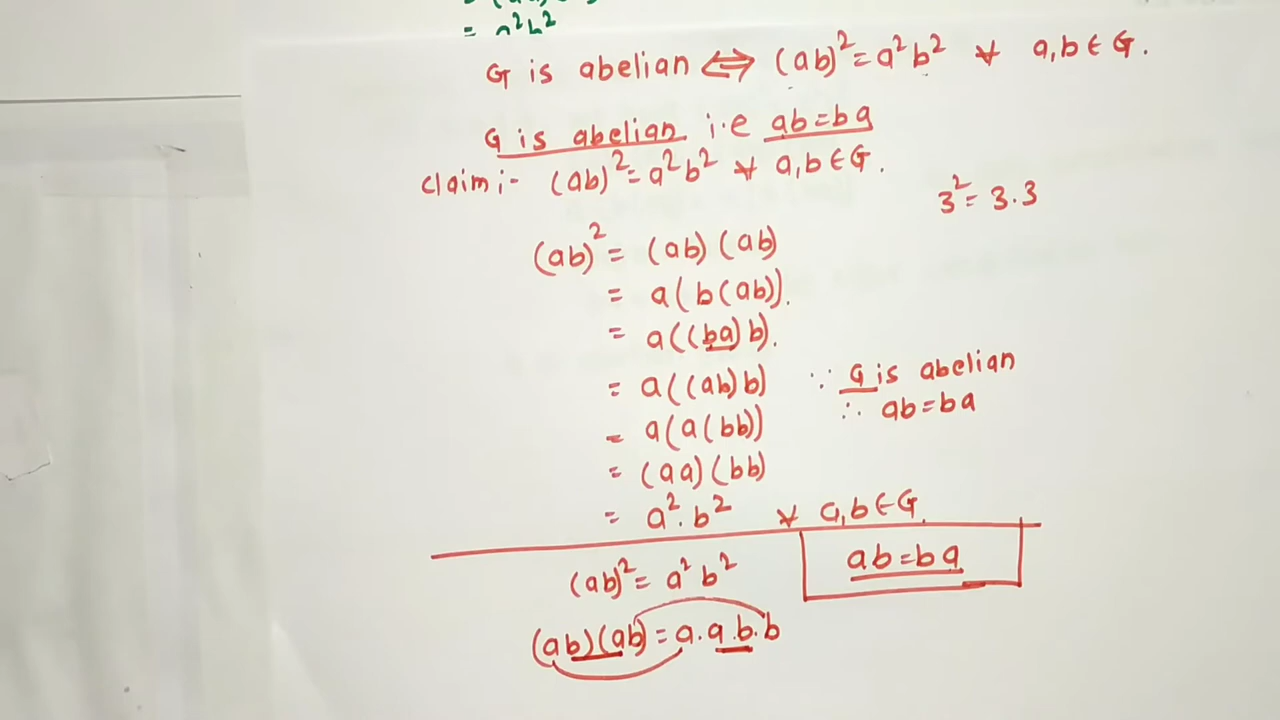 = a²b²
G is abelian ⟺ (ab)² = a²b² ∀ a,b ∈ G.
G is abelian i.e ab=ba
Claim:- (ab)² = a²b² ∀ a,b ∈ G.
3² = 3.3
(ab)² = (ab)(ab)
= a(b(ab)).
= a((ba)b).
= a((ab)b) ∵ G is abelian
∴ ab=ba
= a(a(bb))
= (aa)(bb)
= a².b² ∀ a,b ∈ G.
(ab)² = a²b² ab=ba
(ab)(ab) = a.a.b.b